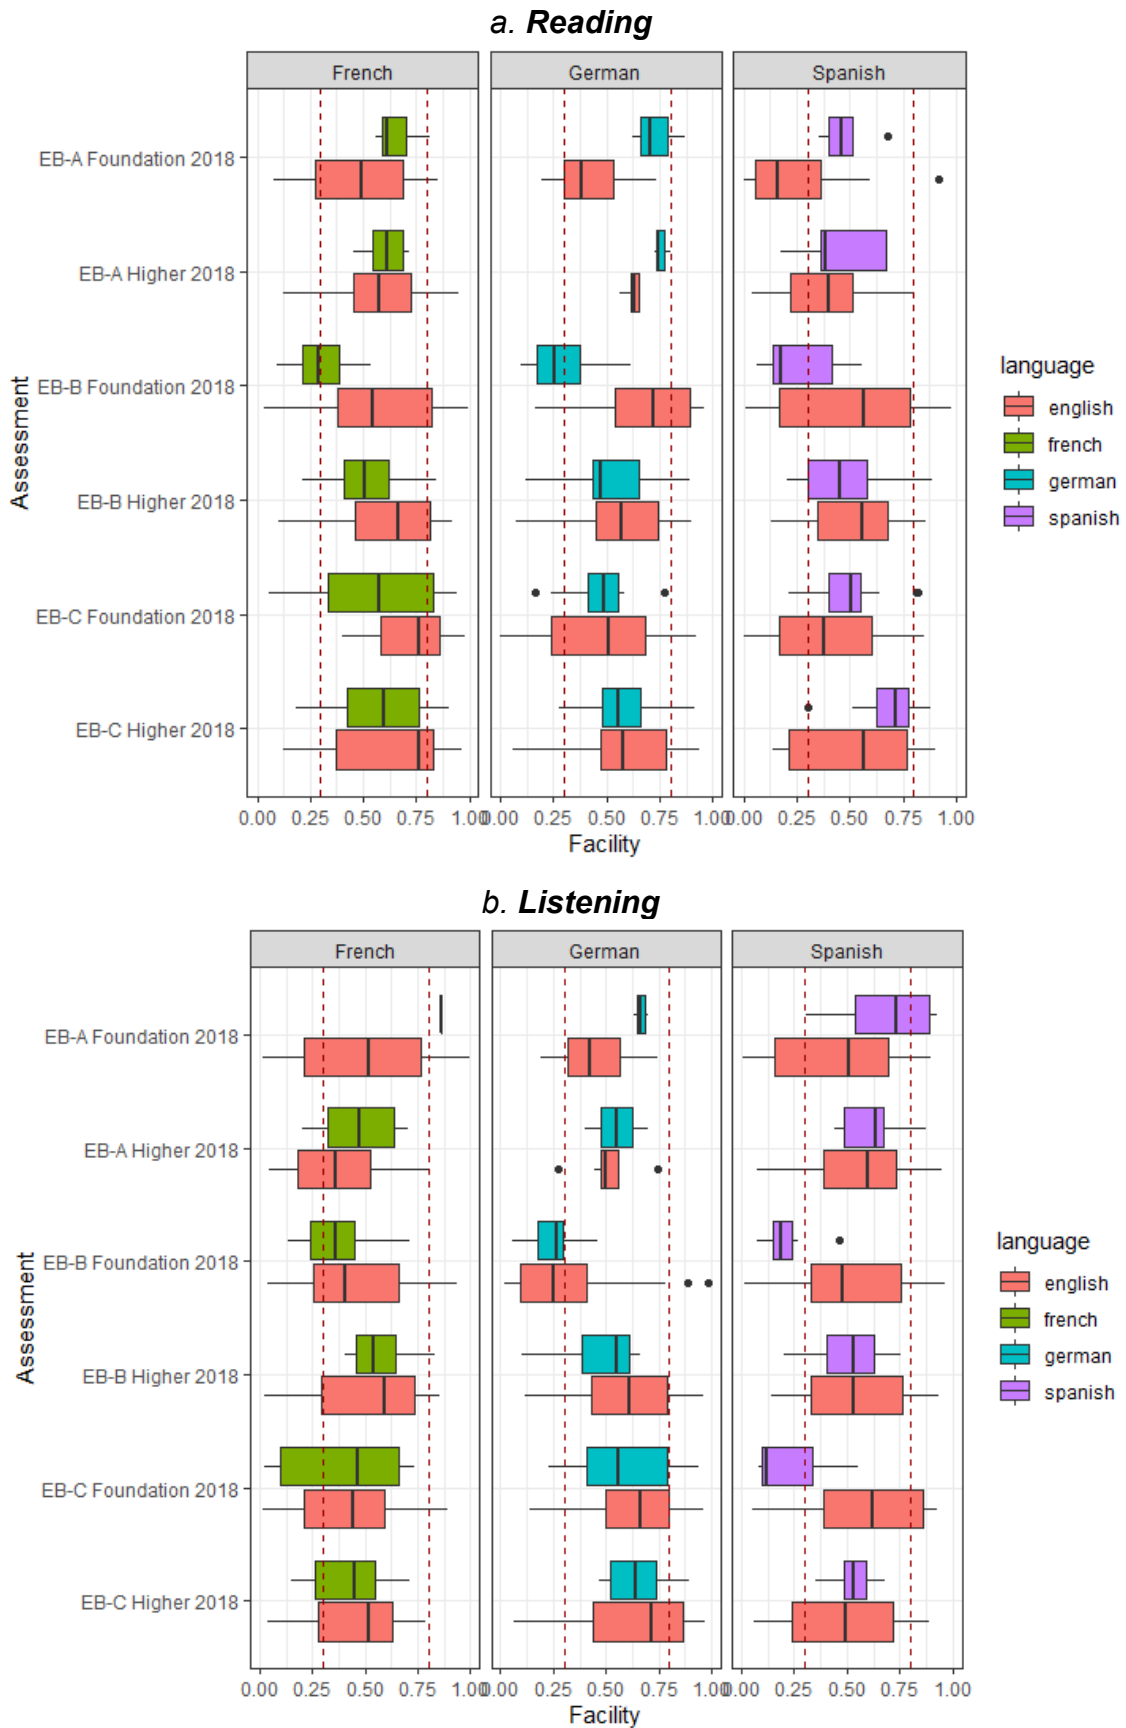 a. Reading
French German Spanish
EB-A Foundation 2018
EB-A Higher 2018
EB-B Foundation 2018
EB-B Higher 2018
EB-C Foundation 2018
EB-C Higher 2018
Assessment
0.00 0.25 0.50 0.75 1.00 0.00 0.25 0.50 0.75 1.00 0.00 0.25 0.50 0.75 1.00
Facility
language
english
french
german
spanish
b. Listening
French German Spanish
EB-A Foundation 2018
EB-A Higher 2018
EB-B Foundation 2018
EB-B Higher 2018
EB-C Foundation 2018
EB-C Higher 2018
Assessment
0.00 0.25 0.50 0.75 1.00 0.00 0.25 0.50 0.75 1.00 0.00 0.25 0.50 0.75 1.00
Facility
language
english
french
german
spanish